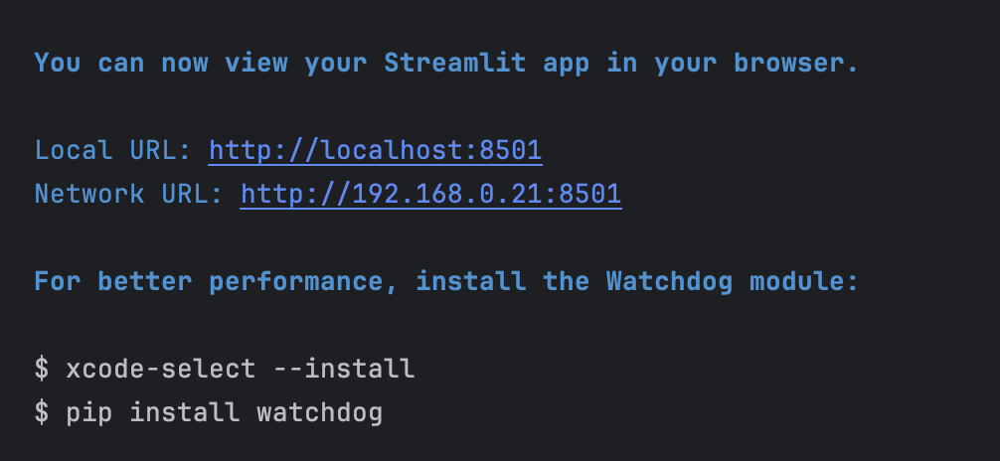 You can now view your Streamlit app in your browser.
Local URL: http://localhost:8501
Network URL: http://192.168.0.21:8501
For better performance, install the Watchdog module:
$ xcode-select --install
$ pip install watchdog